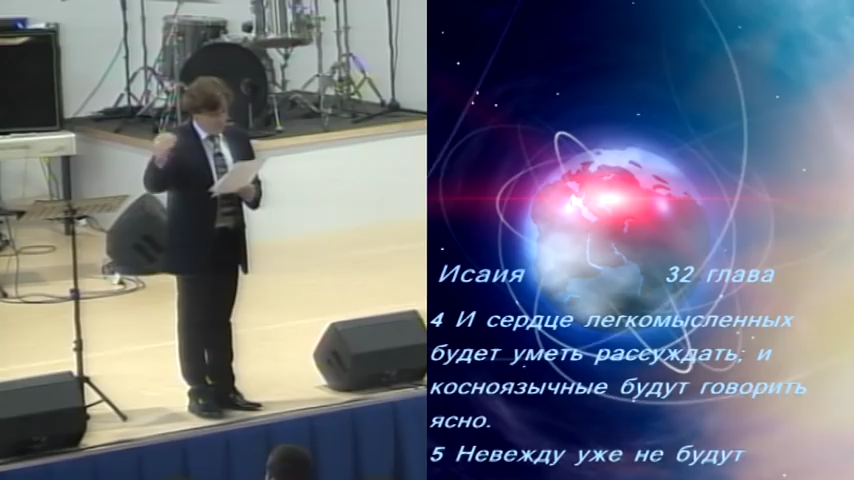 Исаия 32 глава
4 И сердце легкомысленных
будет уметь рассуждать; и
косноязычные будут говорить
ясно.
5 Невежду уже не будут